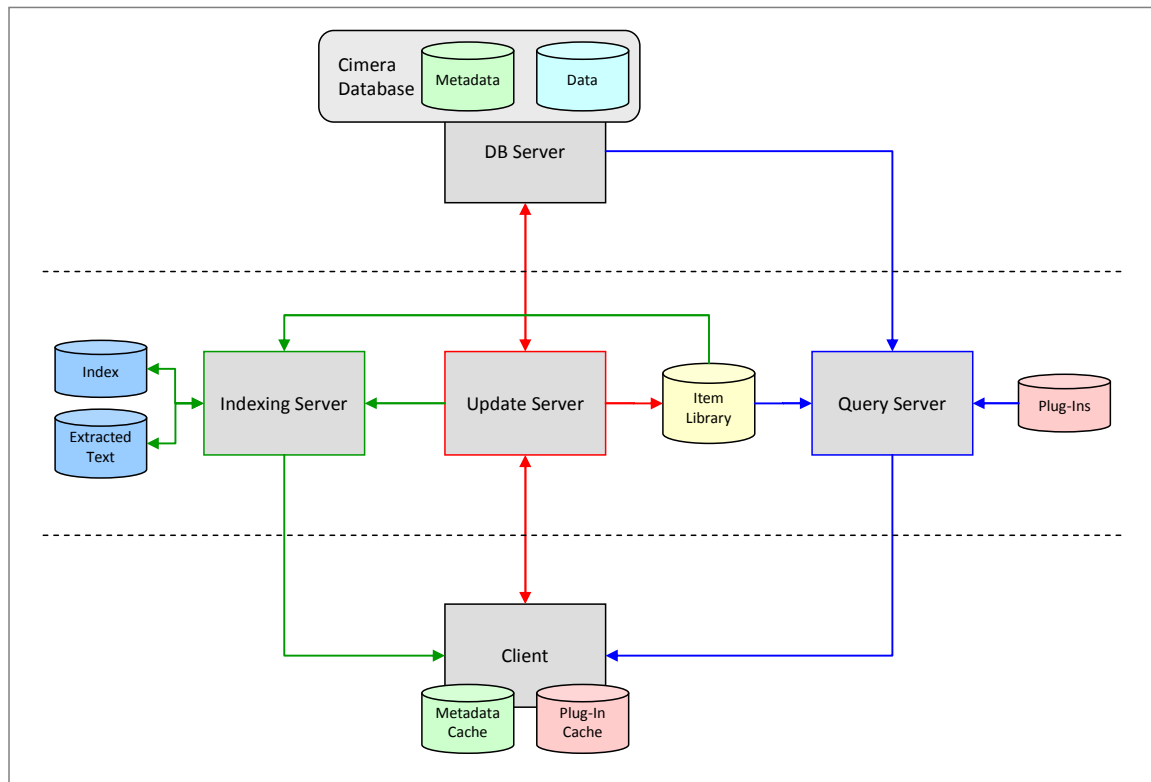 Cimera
Database
Metadata
Data
DB Server
Index
Extracted
Text
Indexing Server
Update Server
Item
Library
Query Server
Plug-Ins
Client
Metadata
Cache
Plug-In
Cache